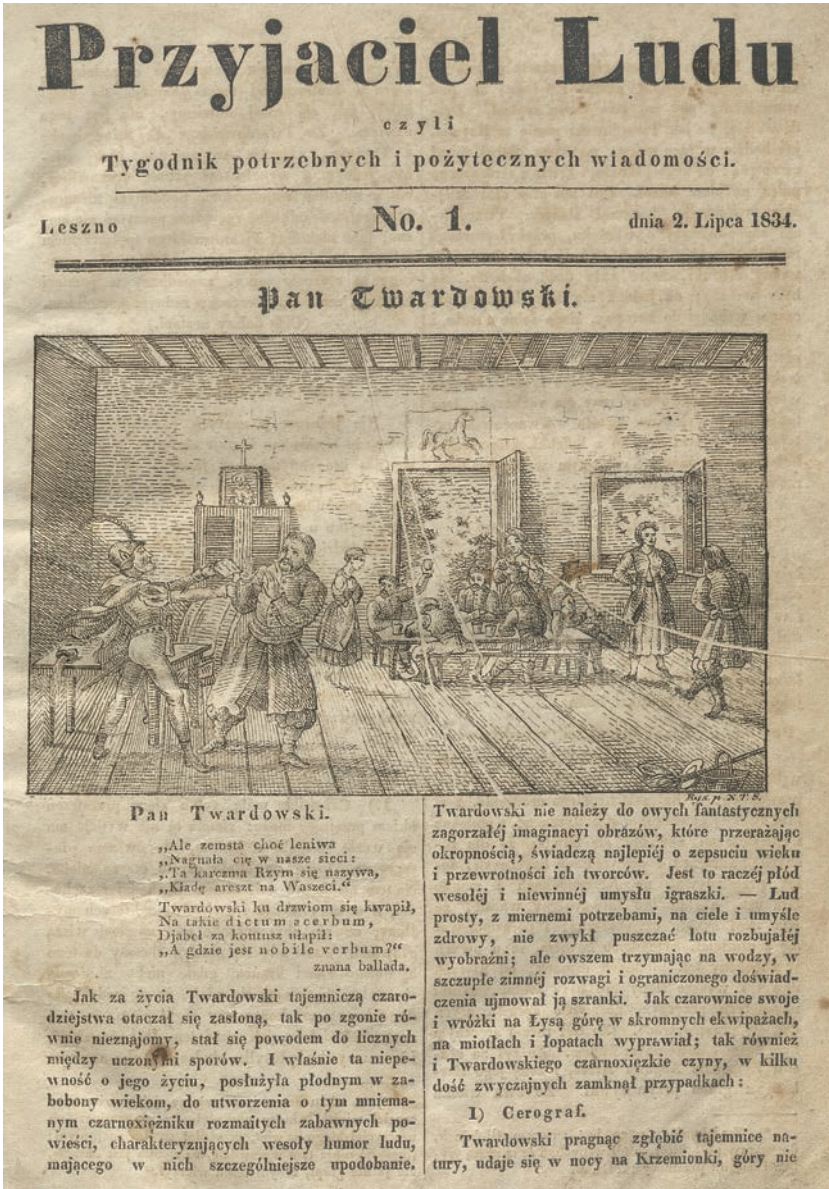 Przyjaciel Ludu
czyli
Tygodnik potrzebnych i pożytecznych wiadomości.
Leszno No. 1. dnia 2. Lipca 1834.
Pan Twardowski.
Pan Twardowski.
„Ale zemsta choć leniwa
„Nagnała cię w nasze sieci:
„Ta karczma Rzym się nazywa,
„Kładę areszt na Waszeci.“
Twardowski ku drzwiom się kwapił,
Na takie dictum acerbum,
Djabeł za kontusz ułapił:
„A gdzie jest nobile verbum?“
znana ballada.
Jak za życia Twardowski tajemniczą czaro-
dziejstwa otaczał się zasłoną, tak po zgonie ró-
wnie nieznajomy, stał się powodem do licznych
między uczonymi sporów. I właśnie ta niepe-
wność o jego życiu, posłużyła płodnym w za-
bobony wiekom, do utworzenia o tym mniema-
nym czarnoxiężniku rozmaitych zabawnych po-
wieści, charakteryzujących wesoły humor ludu,
mającego w nich szczególniejsze upodobanie.
Twardowski nie należy do owych fantastycznych
zagorzałéj imaginacyi obrazów, które przerażając
okropnością, świadczą najlepiéj o zepsuciu wieku
i przewrotności ich tworców. Jest to raczéj płód
wesołéj i niewinnéj umysłu igraszki. — Lud
prosty, z miernemi potrzebami, na ciele i umyśle
zdrowy, nie zwykł puszczać lotu rozbujałéj
wyobraźni; ale owszem trzymając na wodzy, w
szczupłe zimnéj rozwagi i ograniczonego doświad-
czenia ujmował ją szranki. Jak czarownice swoje
i wróżki na Łysą górę w skromnych ekwipażach,
na miotłach i łopatach wyprawiał; tak również
i Twardowskiego czarnoxięzkie czyny, w kilku
dość zwyczajnych zamknął przypadkach:
1) Cerograf.
Twardowski pragnąc zgłębić tajemnice na-
tury, udaje się w nocy na Krzemionki, góry nie